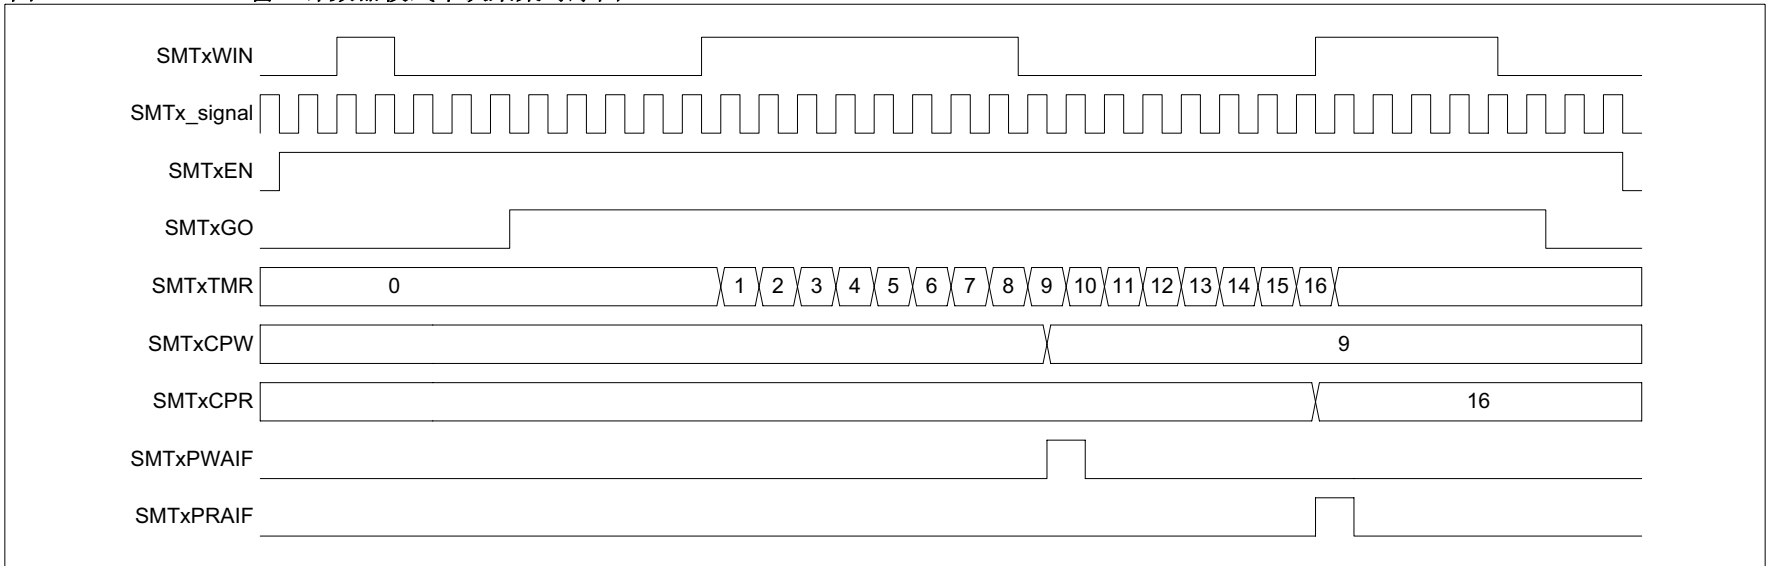 SMTxWIN
SMTx_signal
SMTxEN
SMTxGO
SMTxTMR 0 1 2 3 4 5 6 7 8 9 10 11 12 13 14 15 16
SMTxCPW 9
SMTxCPR 16
SMTxPWAIF
SMTxPRAIF